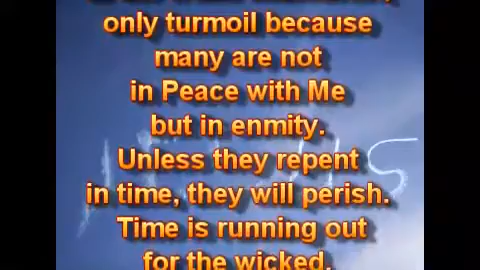 only turmoil because
many are not
in Peace with Me
but in enmity.
Unless they repent
in time, they will perish.
Time is running out
for the wicked.